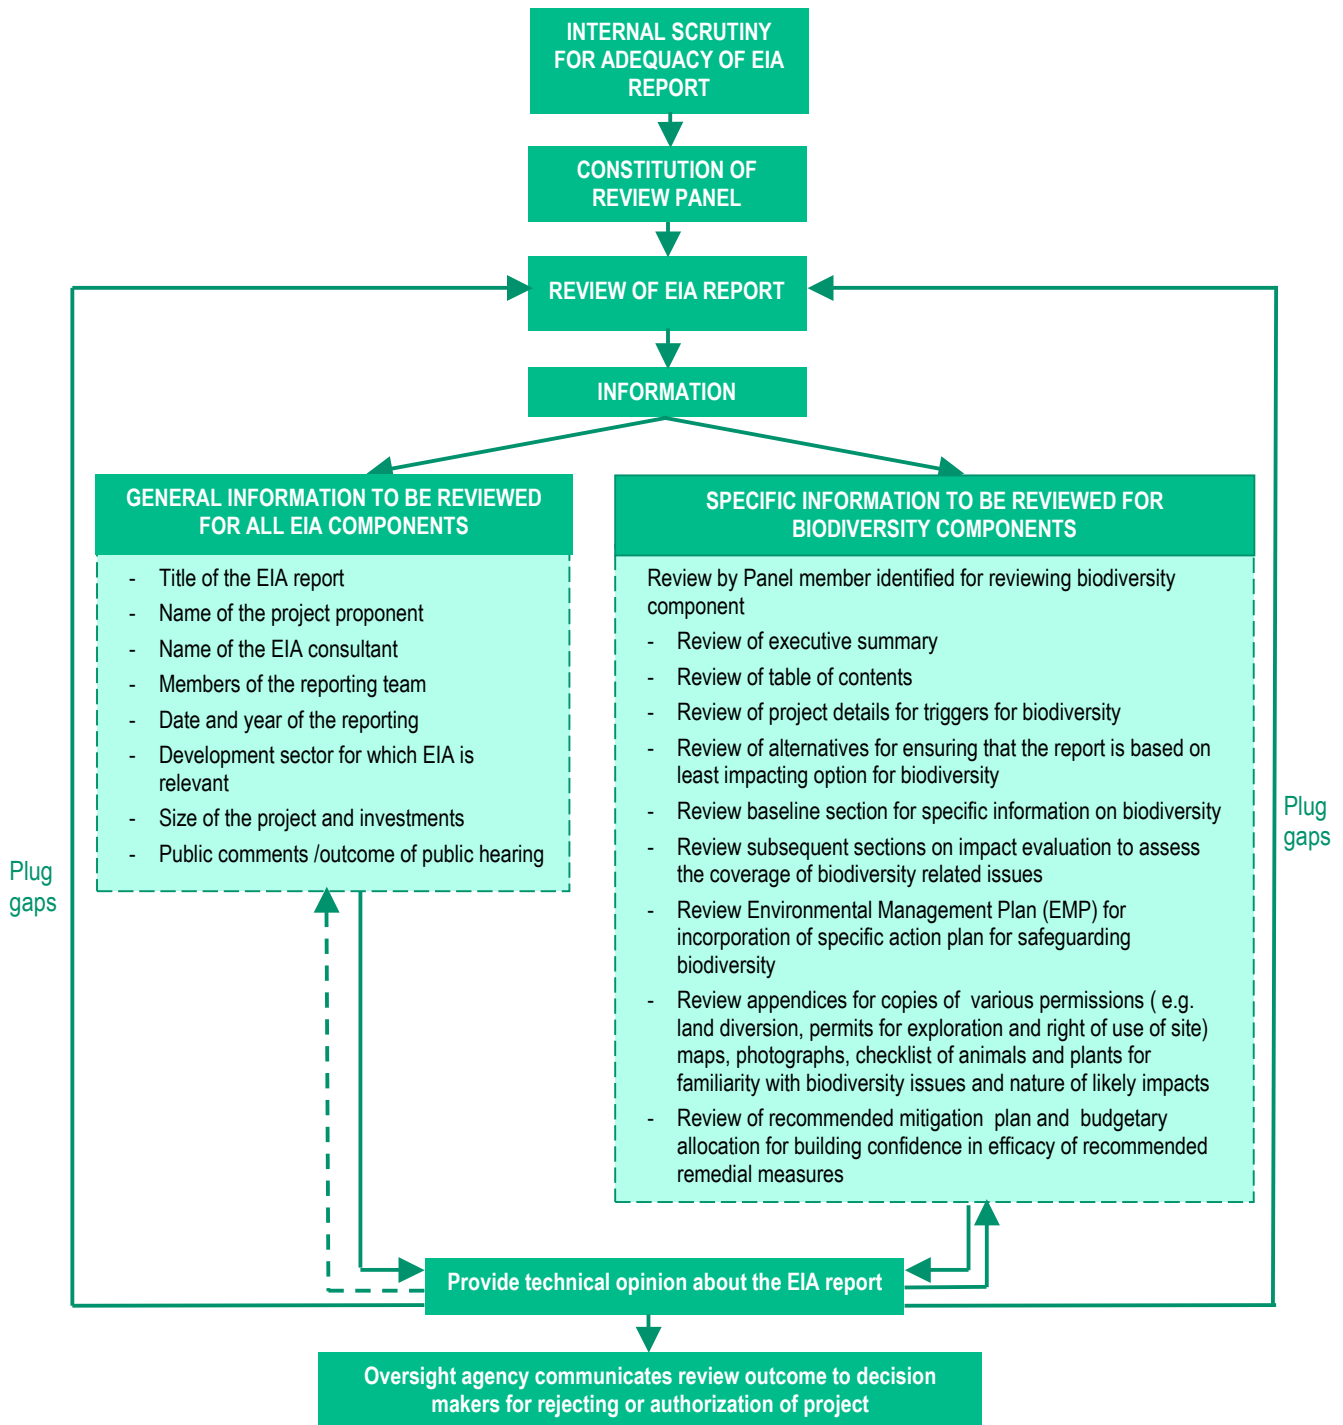 INTERNAL SCRUTINY
FOR ADEQUACY OF EIA
REPORT
CONSTITUTION OF
REVIEW PANEL
REVIEW OF EIA REPORT
INFORMATION
GENERAL INFORMATION TO BE REVIEWED
FOR ALL EIA COMPONENTS
- Title of the EIA report
- Name of the project proponent
- Name of the EIA consultant
- Members of the reporting team
- Date and year of the reporting
- Development sector for which EIA is
relevant
- Size of the project and investments
- Public comments /outcome of public hearing
SPECIFIC INFORMATION TO BE REVIEWED FOR
BIODIVERSITY COMPONENTS
Review by Panel member identified for reviewing biodiversity
component
- Review of executive summary
- Review of table of contents
- Review of project details for triggers for biodiversity
- Review of alternatives for ensuring that the report is based on
least impacting option for biodiversity
- Review baseline section for specific information on biodiversity
- Review subsequent sections on impact evaluation to assess
the coverage of biodiversity related issues
- Review Environmental Management Plan (EMP) for
incorporation of specific action plan for safeguarding
biodiversity
- Review appendices for copies of various permissions ( e.g.
land diversion, permits for exploration and right of use of site)
maps, photographs, checklist of animals and plants for
familiarity with biodiversity issues and nature of likely impacts
- Review of recommended mitigation plan and budgetary
allocation for building confidence in efficacy of recommended
remedial measures
Plug
gaps
Plug
gaps
Provide technical opinion about the EIA report
Oversight agency communicates review outcome to decision
makers for rejecting or authorization of project